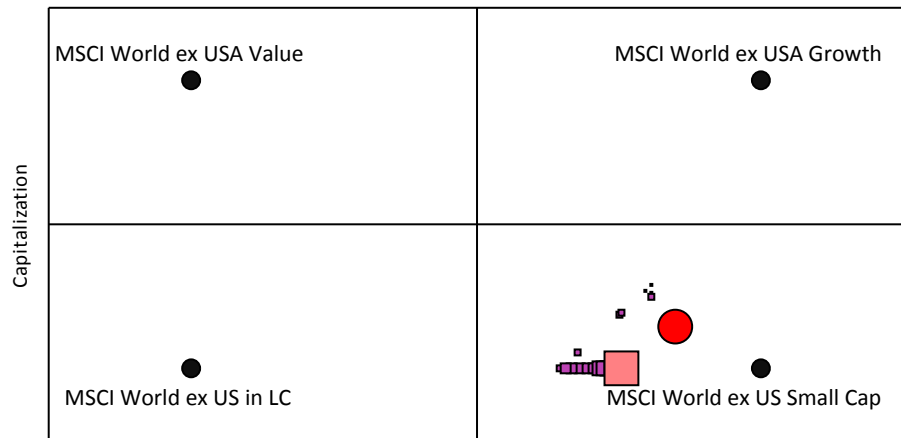 MSCI World ex USA Value
MSCI World ex USA Growth
Capitalization
MSCI World ex US in LC
MSCI World ex US Small Cap